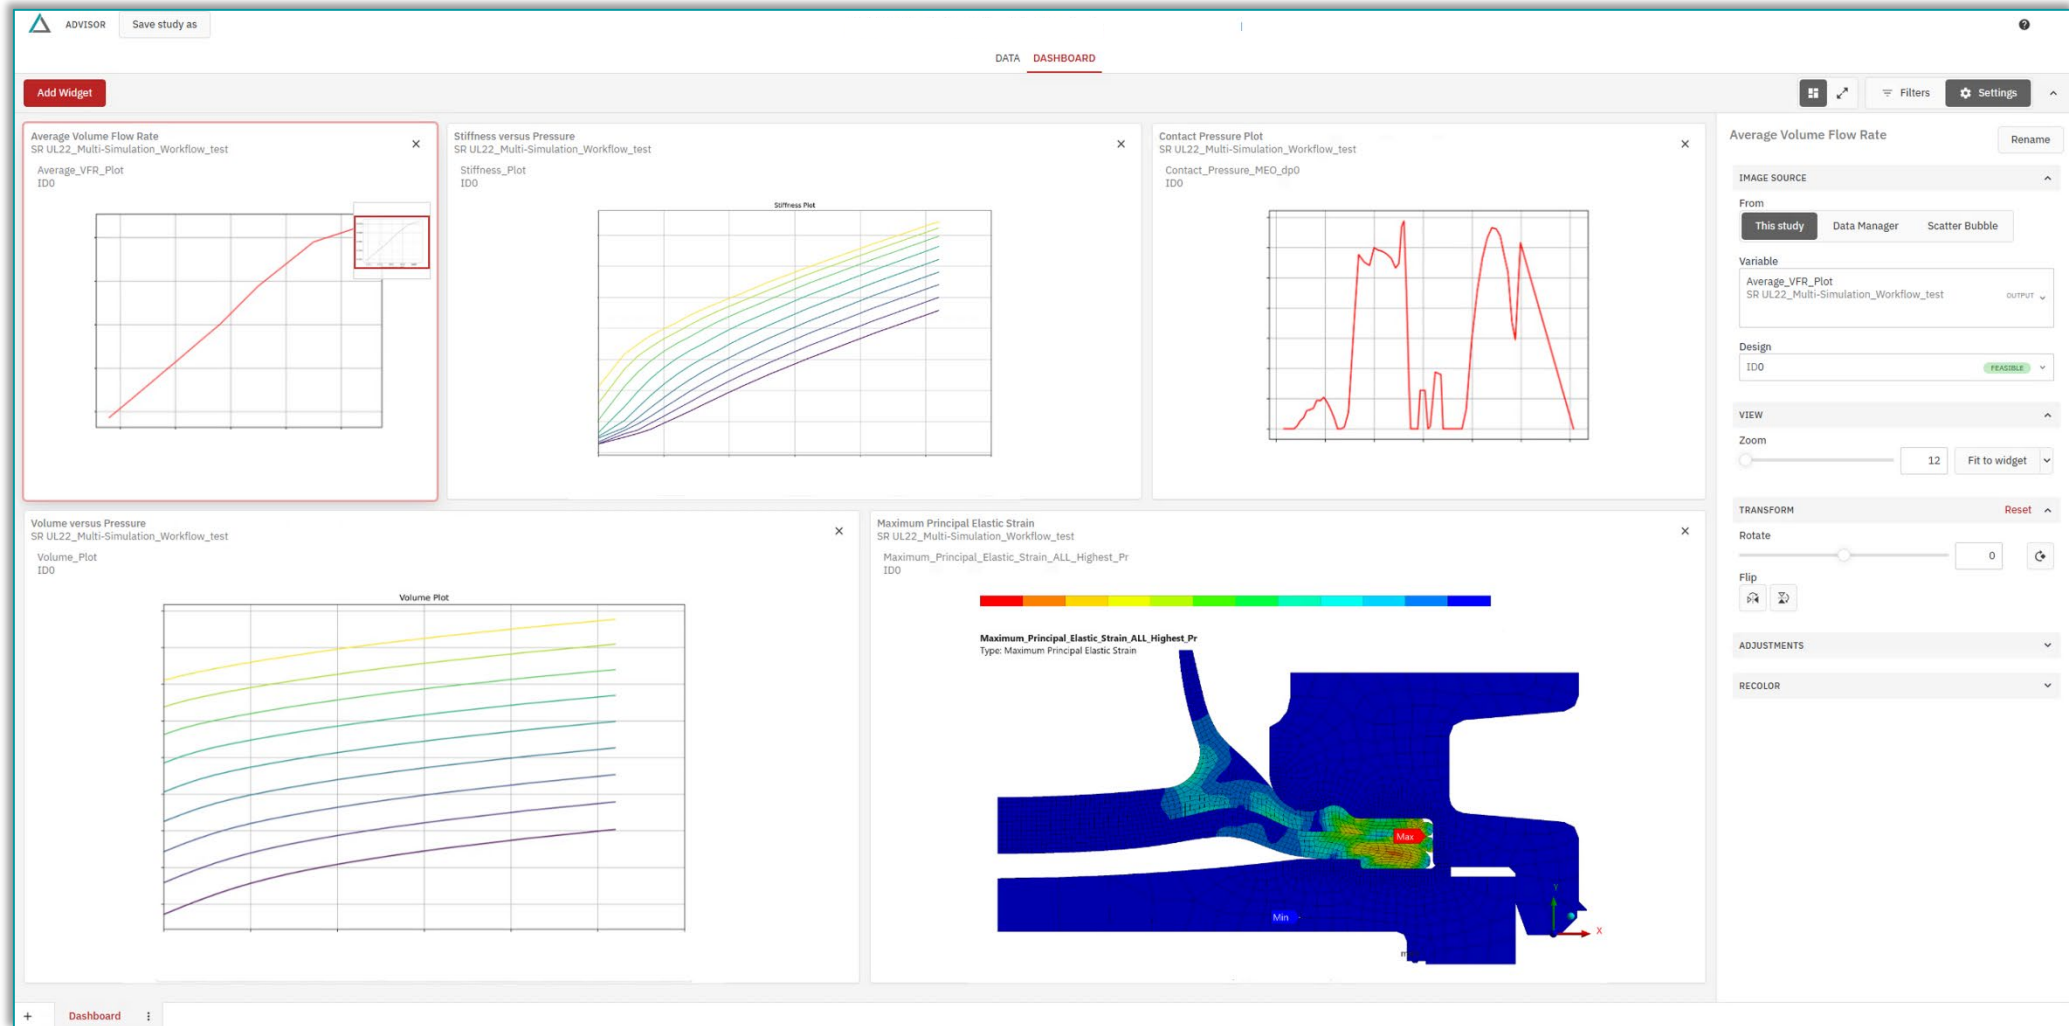 ADVISOR
Save study as
DATA
DASHBOARD
Add Widget
Filters
Settings
Average Volume Flow Rate
SR UL22_Multi-Simulation_Workflow_test
Average_VFR_Plot
ID0
Stiffness versus Pressure
SR UL22_Multi-Simulation_Workflow_test
Stiffness_Plot
ID0
Stiffness Plot
Contact Pressure Plot
SR UL22_Multi-Simulation_Workflow_test
Contact_Pressure_MEO_dp0
ID0
Volume versus Pressure
SR UL22_Multi-Simulation_Workflow_test
Volume_Plot
ID0
Volume Plot
Maximum Principal Elastic Strain
SR UL22_Multi-Simulation_Workflow_test
Maximum_Principal_Elastic_Strain_ALL_Highest_Pr
ID0
Maximum_Principal_Elastic_Strain_ALL_Highest_Pr
Type: Maximum Principal Elastic Strain
Max
Min
Y
X
Average Volume Flow Rate
Rename
IMAGE SOURCE
From
This study
Data Manager
Scatter Bubble
Variable
Average_VFR_Plot
SR UL22_Multi-Simulation_Workflow_test
OUTPUT
Design
ID0
FEASIBLE
VIEW
Zoom
12
Fit to widget
TRANSFORM
Reset
Rotate
0
Flip
ADJUSTMENTS
RECOLOR
+
Dashboard